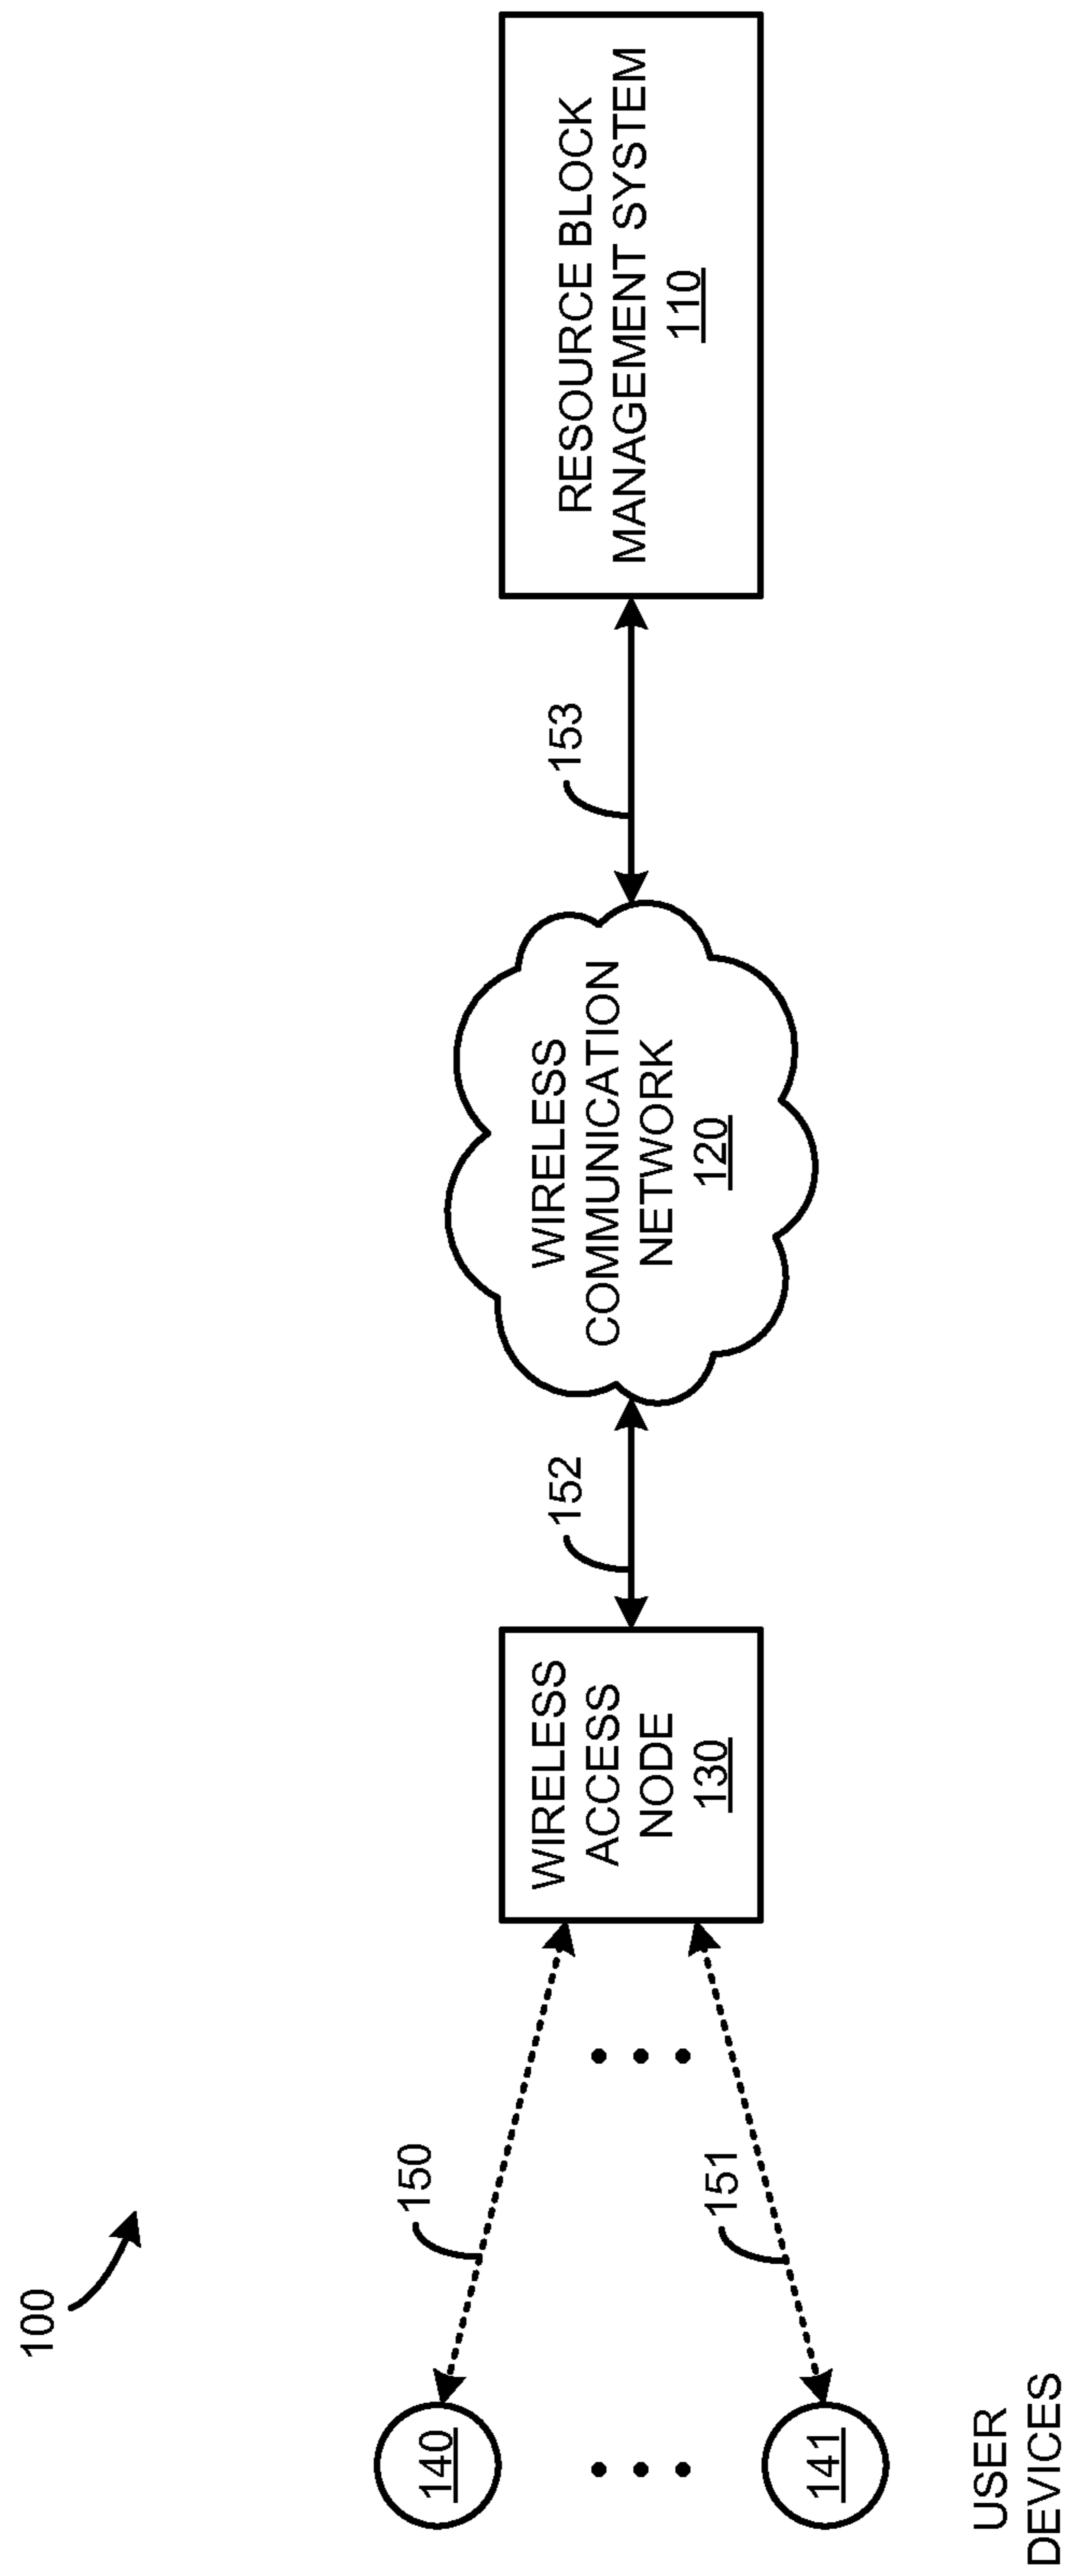 100
140
141
USER
DEVICES
150
151
WIRELESS
ACCESS
NODE
130
152
WIRELESS
COMMUNICATION
NETWORK
120
153
RESOURCE BLOCK
MANAGEMENT SYSTEM
110